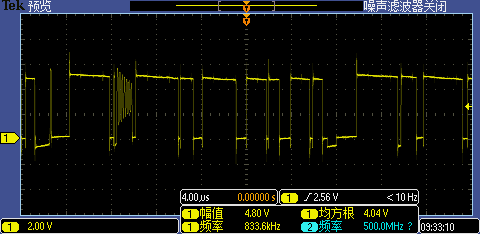 Tek 预览 噪声滤波器关闭
T
1
4.00μs 0.00000 s 1 2.56 V < 10 Hz
1 幅值 4.80 V 1 均方根 4.04 V
1 2.00 V 1 频率 833.6kHz 2 频率 500.0MHz ? 09:33:10